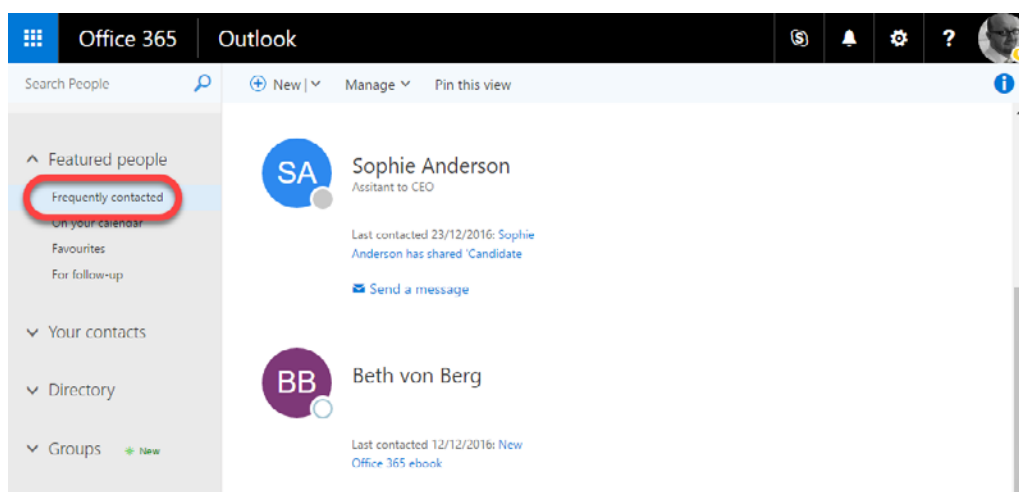 Office 365 Outlook ?
Search People
New | Manage Pin this view
Featured people
Frequently contacted
On your calendar
Favourites
For follow-up
Your contacts
Directory
Groups New
SA
Sophie Anderson
Assitant to CEO
Last contacted 23/12/2016: Sophie
Anderson has shared 'Candidate
Send a message
BB
Beth von Berg
Last contacted 12/12/2016: New
Office 365 ebook